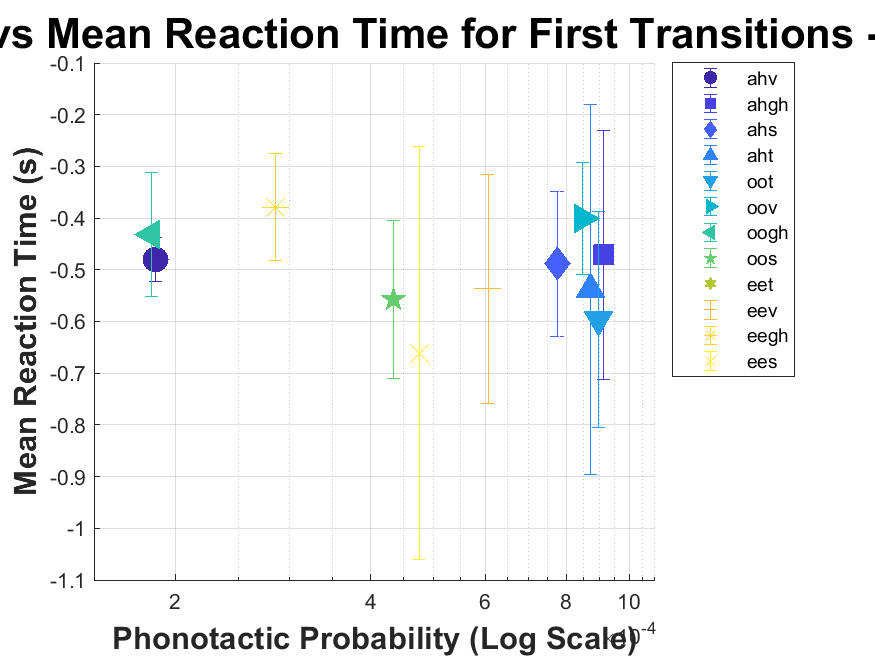 vs Mean Reaction Time for First Transitions -
-0.1
-0.2
-0.3
-0.4
-0.5
-0.6
-0.7
-0.8
-0.9
-1
-1.1
Mean Reaction Time (s)
2 4 6 8 10
Phonotactic Probability (Log Scale)
×10-4
ahv
ahgh
ahs
aht
oot
oov
oogh
oos
eet
eev
eegh
ees